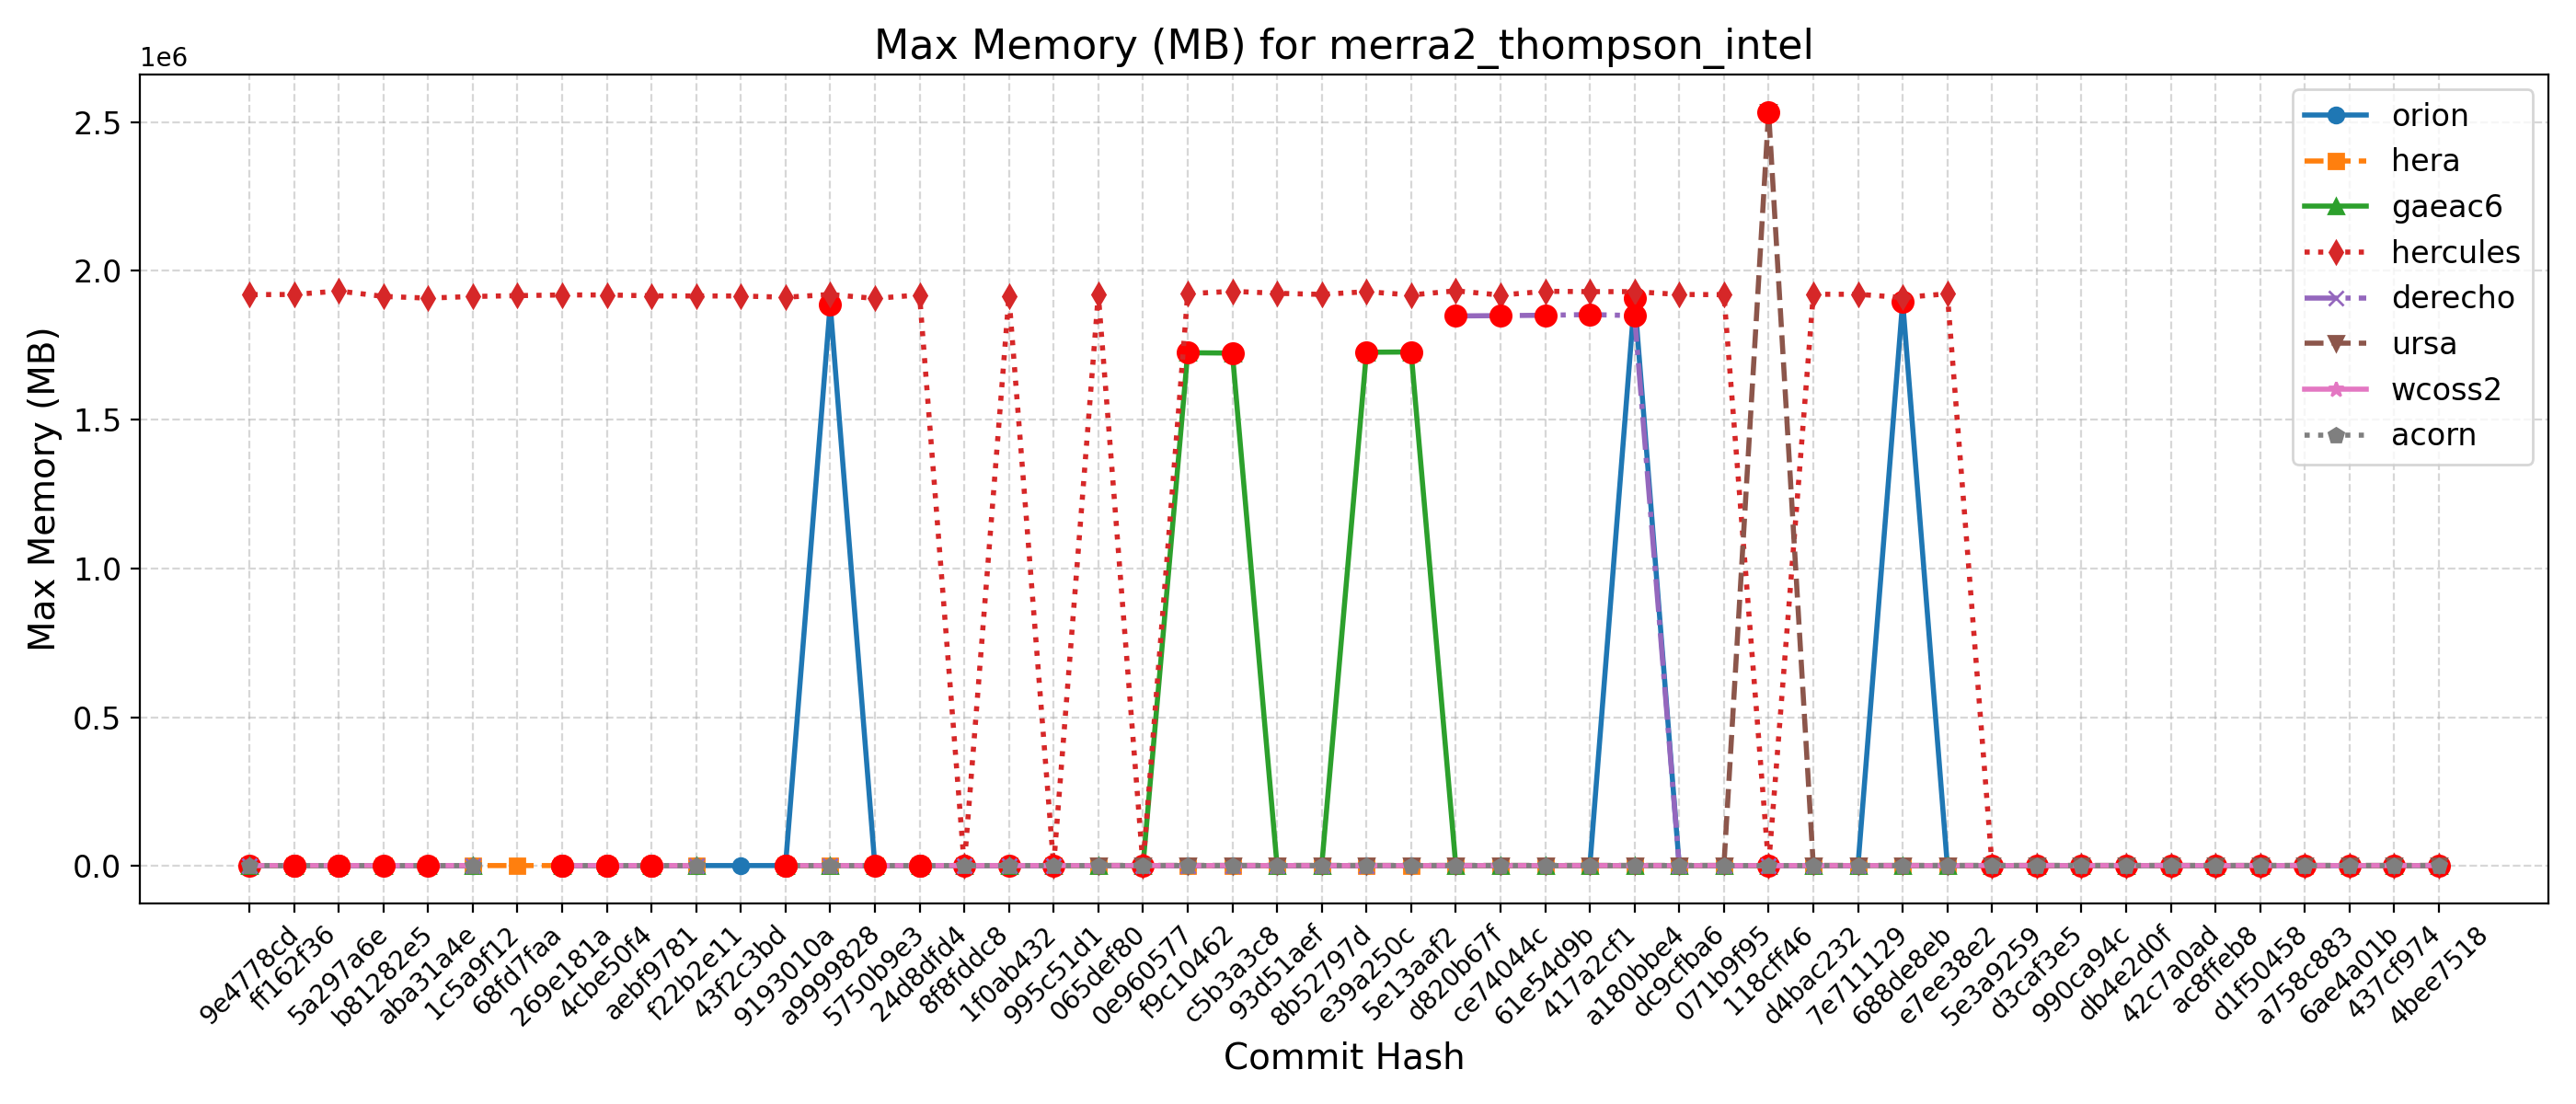 Max Memory (MB) for merra2_thompson_intel
1e6
2.5
2.0
1.5
1.0
0.5
0.0
Max Memory (MB)
orion
hera
gaeac6
hercules
derecho
ursa
wcoss2
acorn
9e4778cd
ff162f36
5a297a6e
b81282e5
aba31a4e
1c5a9f12
68fd7faa
269e181a
4cbe50f4
aebf9781
f22b2e11
43f2c3bd
9193010a
a9999828
5750b9e3
24d8dfd4
8f8fddc8
1f0ab432
995c51d1
065def80
0e960577
f9c10462
c5b3a3c8
93d51aef
8b52797d
e39a250c
5e13aaf2
d820b67f
ce74044c
61e54d9b
417a2cf1
a180bbe4
dc9cfba6
071b9f95
118cff46
d4bac232
7e711129
688de8eb
e7ee38e2
5e3a9259
d3caf3e5
990ca94c
db4e2d0f
42c7a0ad
ac8ffeb8
d1f50458
a758c883
6ae4a01b
437cf974
4bee7518
Commit Hash